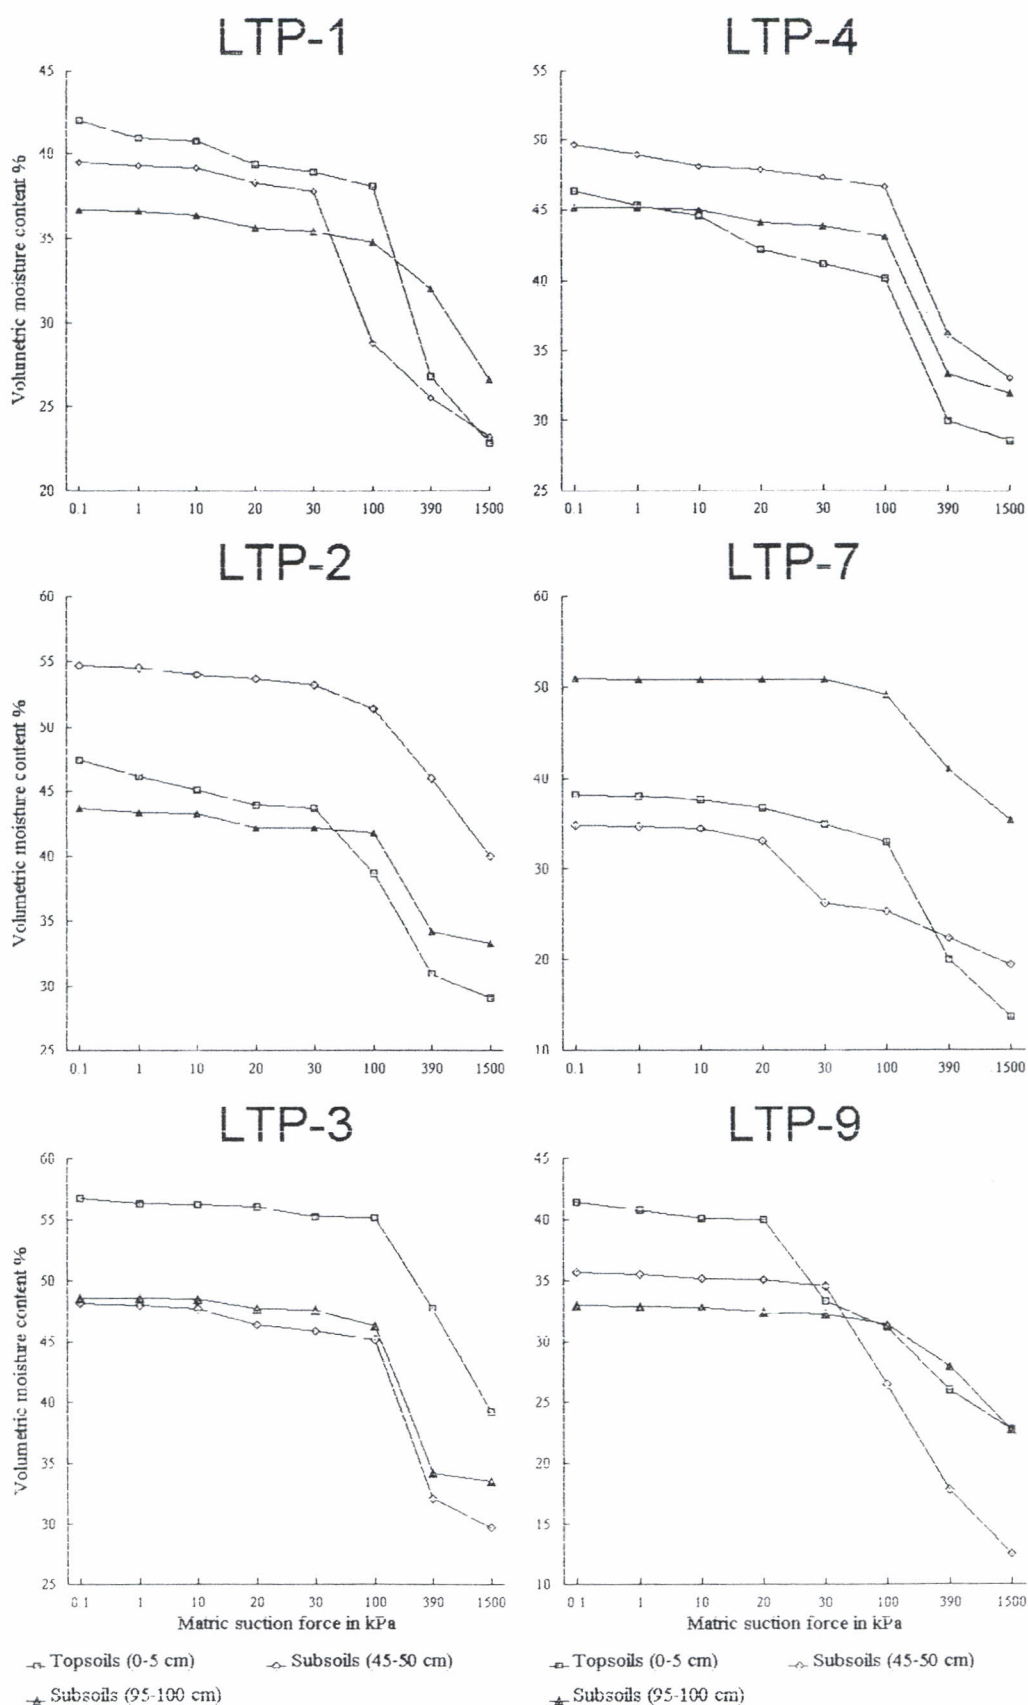 LTP-1
45
40
35
30
25
20
Volumetric moisture content %
0.1 1 10 20 30 100 390 1500
LTP-4
55
50
45
40
35
30
25
0.1 1 10 20 30 100 390 1500
LTP-2
60
55
50
45
40
35
30
25
Volumetric moisture content %
0.1 1 10 20 30 100 390 1500
LTP-7
60
50
40
30
20
10
0.1 1 10 20 30 100 390 1500
LTP-3
60
55
50
45
40
35
30
25
Volumetric moisture content %
0.1 1 10 20 30 100 390 1500
Matric suction force in kPa
Topsoils (0-5 cm) Subsoils (45-50 cm)
Subsoils (95-100 cm)
LTP-9
45
40
35
30
25
20
15
10
0.1 1 10 20 30 100 390 1500
Matric suction force in kPa
Topsoils (0-5 cm) Subsoils (45-50 cm)
Subsoils (95-100 cm)